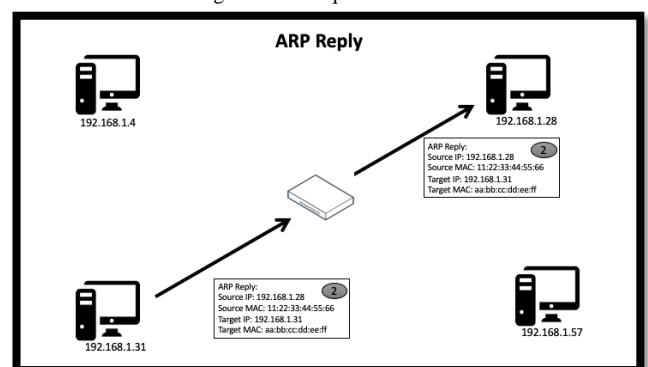 ARP Reply
192.168.1.4
192.168.1.28
ARP Reply:
2
Source IP: 192.168.1.28
Source MAC: 11:22:33:44:55:66
Target IP: 192.168.1.31
Target MAC: aa:bb:cc:dd:ee:ff
ARP Reply:
2
Source IP: 192.168.1.28
Source MAC: 11:22:33:44:55:66
Target IP: 192.168.1.31
Target MAC: aa:bb:cc:dd:ee:ff
192.168.1.31
192.168.1.57